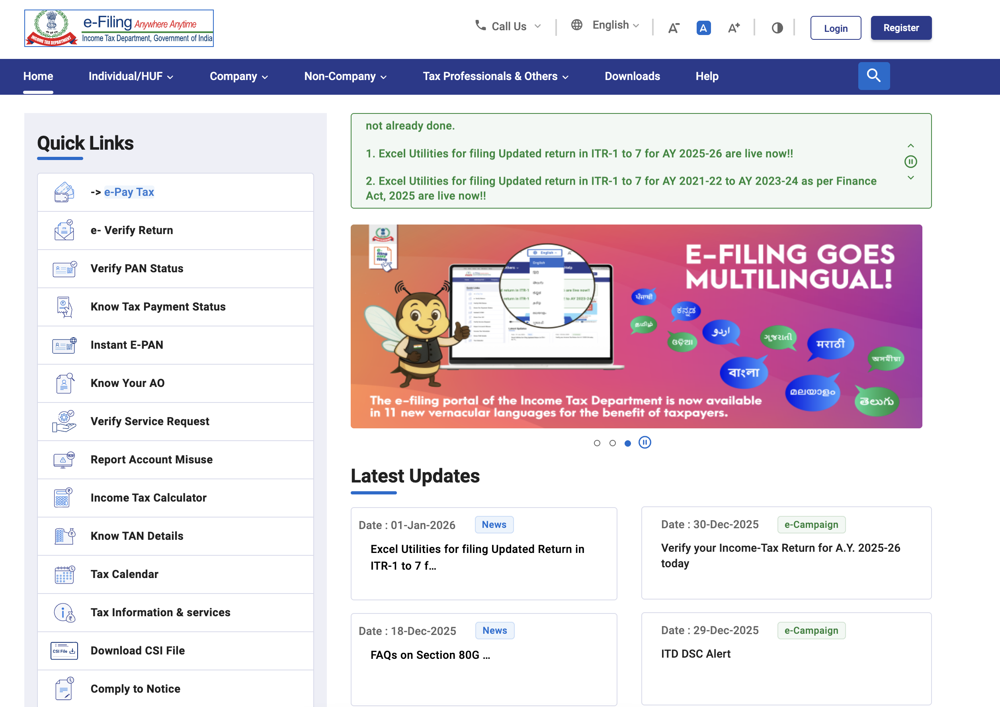 e-Filing Anywhere Anytime
Income Tax Department, Government of India
INCOME TAX DEPARTMENT
Call Us
English
A-
A
A+
Login
Register
Home
Individual/HUF
Company
Non-Company
Tax Professionals & Others
Downloads
Help
Quick Links
-> e-Pay Tax
e- Verify Return
Verify PAN Status
Know Tax Payment Status
Instant E-PAN
Know Your AO
Verify Service Request
Report Account Misuse
Income Tax Calculator
Know TAN Details
Tax Calendar
Tax Information & services
CSI File
Download CSI File
Comply to Notice
not already done.
1. Excel Utilities for filing Updated return in ITR-1 to 7 for AY 2025-26 are live now!!
2. Excel Utilities for filing Updated return in ITR-1 to 7 for AY 2021-22 to AY 2023-24 as per Finance
Act, 2025 are live now!!
E-FILING GOES
MULTILINGUAL!
English
English
Help
ਪੰਜਾਬੀ
ಕನ್ನಡ
தமிழ்
اردو
ଓଡ଼ିଆ
ગુજરાતી
मराठी
অসমীয়া
বাংলা
മലയാളം
తెలుగు
The e-filing portal of the Income Tax Department is now available
in 11 new vernacular languages for the benefit of taxpayers.
Latest Updates
Date : 01-Jan-2026
News
Excel Utilities for filing Updated Return in
ITR-1 to 7 f...
Date : 30-Dec-2025
e-Campaign
Verify your Income-Tax Return for A.Y. 2025-26
today
Date : 18-Dec-2025
News
FAQs on Section 80G ...
Date : 29-Dec-2025
e-Campaign
ITD DSC Alert